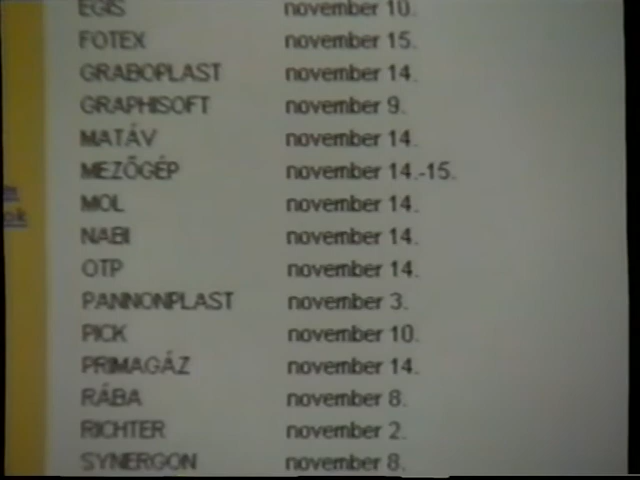 EGIS november 10.
FOTEX november 15.
GRABOPLAST november 14.
GRAPHISOFT november 9.
MATÁV november 14.
MEZŐGÉP november 14.-15.
MOL november 14.
NABI november 14.
OTP november 14.
PANNONPLAST november 3.
PICK november 10.
PRIMAGÁZ november 14.
RÁBA november 8.
RICHTER november 2.
SYNERGON november 8.